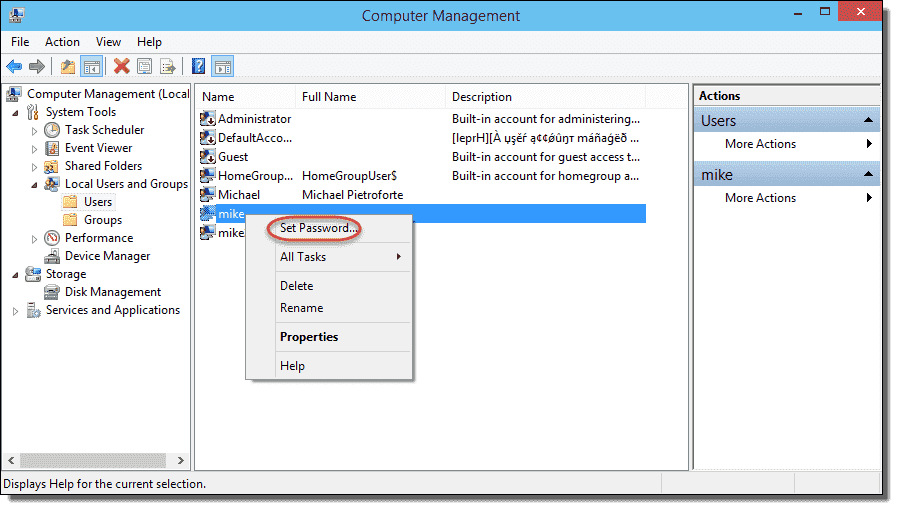 Computer Management
File Action View Help
Computer Management (Local
System Tools
Task Scheduler
Event Viewer
Shared Folders
Local Users and Groups
Users
Groups
Performance
Device Manager
Storage
Disk Management
Services and Applications
Name Full Name Description
Administrator Built-in account for administering...
DefaultAcco... [leprH][À ųşěř ą¢¢øůŋτ máñaģëð ...
Guest Built-in account for guest access t...
HomeGroup... HomeGroupUser$ Built-in account for homegroup a...
Michael Michael Pietroforte
mike
mike
Set Password...
All Tasks
Delete
Rename
Properties
Help
Actions
Users
More Actions
mike
More Actions
Displays Help for the current selection.